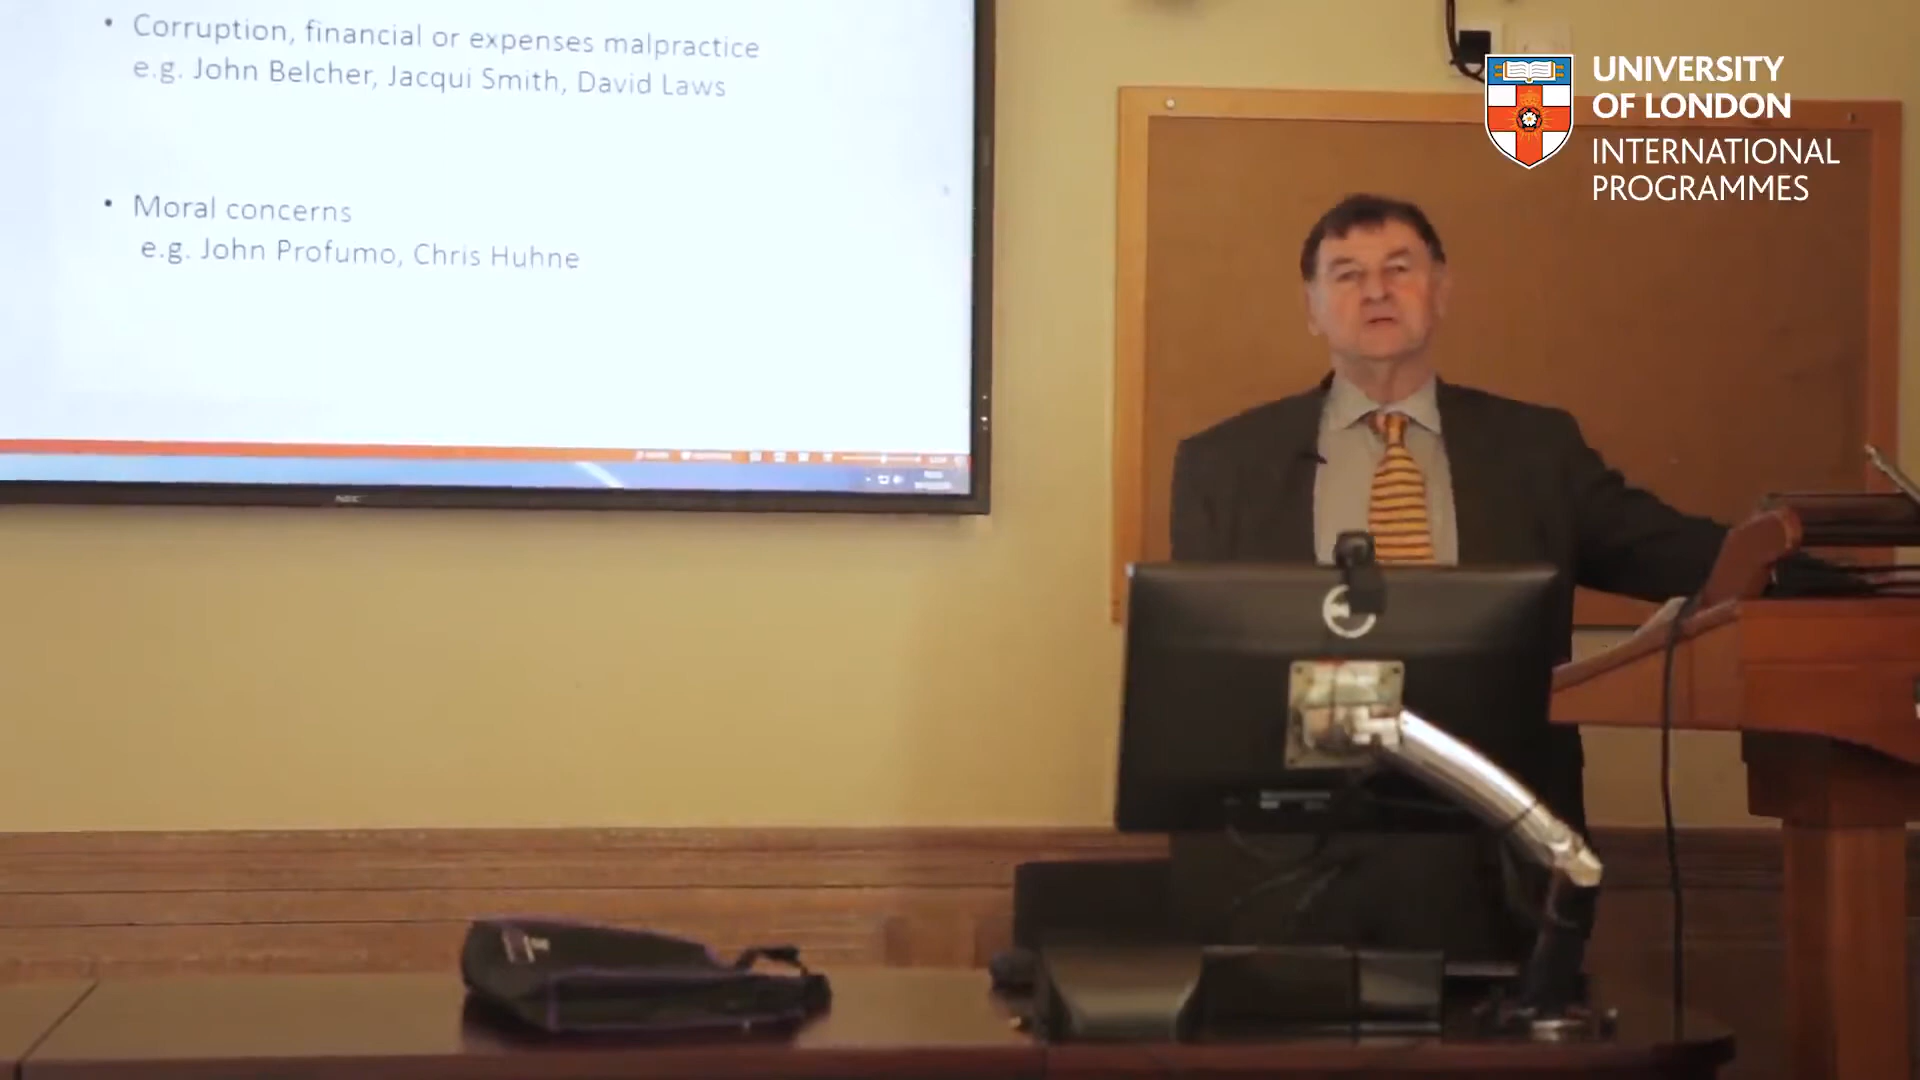 • Corruption, financial or expenses malpractice
e.g. John Belcher, Jacqui Smith, David Laws
• Moral concerns
e.g. John Profumo, Chris Huhne
NEC
UNIVERSITY
OF LONDON
INTERNATIONAL
PROGRAMMES